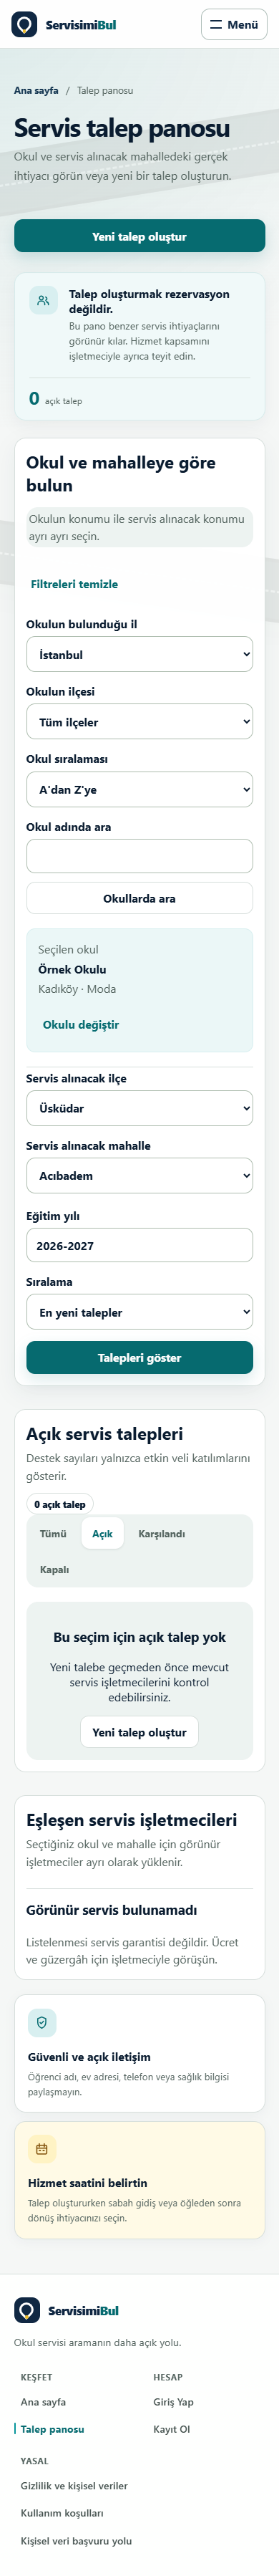 ServisimiBul
Menü
Ana sayfa / Talep panosu
Servis talep panosu
Okul ve servis alınacak mahalledeki gerçek
ihtiyacı görün veya yeni bir talep oluşturun.
Yeni talep oluştur
Talep oluşturmak rezervasyon
değildir.
Bu pano benzer servis ihtiyaçlarını
görünür kılar. Hizmet kapsamını
işletmeciyle ayrıca teyit edin.
0 açık talep
Okul ve mahalleye göre
bulun
Okulun konumu ile servis alınacak konumu
ayrı ayrı seçin.
Filtreleri temizle
Okulun bulunduğu il
İstanbul
Okulun ilçesi
Tüm ilçeler
Okul sıralaması
A'dan Z'ye
Okul adında ara
Okullarda ara
Seçilen okul
Örnek Okulu
Kadıköy · Moda
Okulu değiştir
Servis alınacak ilçe
Üsküdar
Servis alınacak mahalle
Acıbadem
Eğitim yılı
2026-2027
Sıralama
En yeni talepler
Talepleri göster
Açık servis talepleri
Destek sayıları yalnızca etkin veli katılımlarını
gösterir.
0 açık talep
Tümü Açık Karşılandı
Kapalı
Bu seçim için açık talep yok
Yeni talebe geçmeden önce mevcut
servis işletmecilerini kontrol
edebilirsiniz.
Yeni talep oluştur
Eşleşen servis işletmecileri
Seçtiğiniz okul ve mahalle için görünür
işletmeciler ayrı olarak yüklenir.
Görünür servis bulunamadı
Listelenmesi servis garantisi değildir. Ücret
ve güzergâh için işletmeciyle görüşün.
Güvenli ve açık iletişim
Öğrenci adı, ev adresi, telefon veya sağlık bilgisi
paylaşmayın.
Hizmet saatini belirtin
Talep oluştururken sabah gidiş veya öğleden sonra
dönüş ihtiyacınızı seçin.
ServisimiBul
Okul servisi aramanın daha açık yolu.
KEŞFET
Ana sayfa
Talep panosu
HESAP
Giriş Yap
Kayıt Ol
YASAL
Gizlilik ve kişisel veriler
Kullanım koşulları
Kişisel veri başvuru yolu